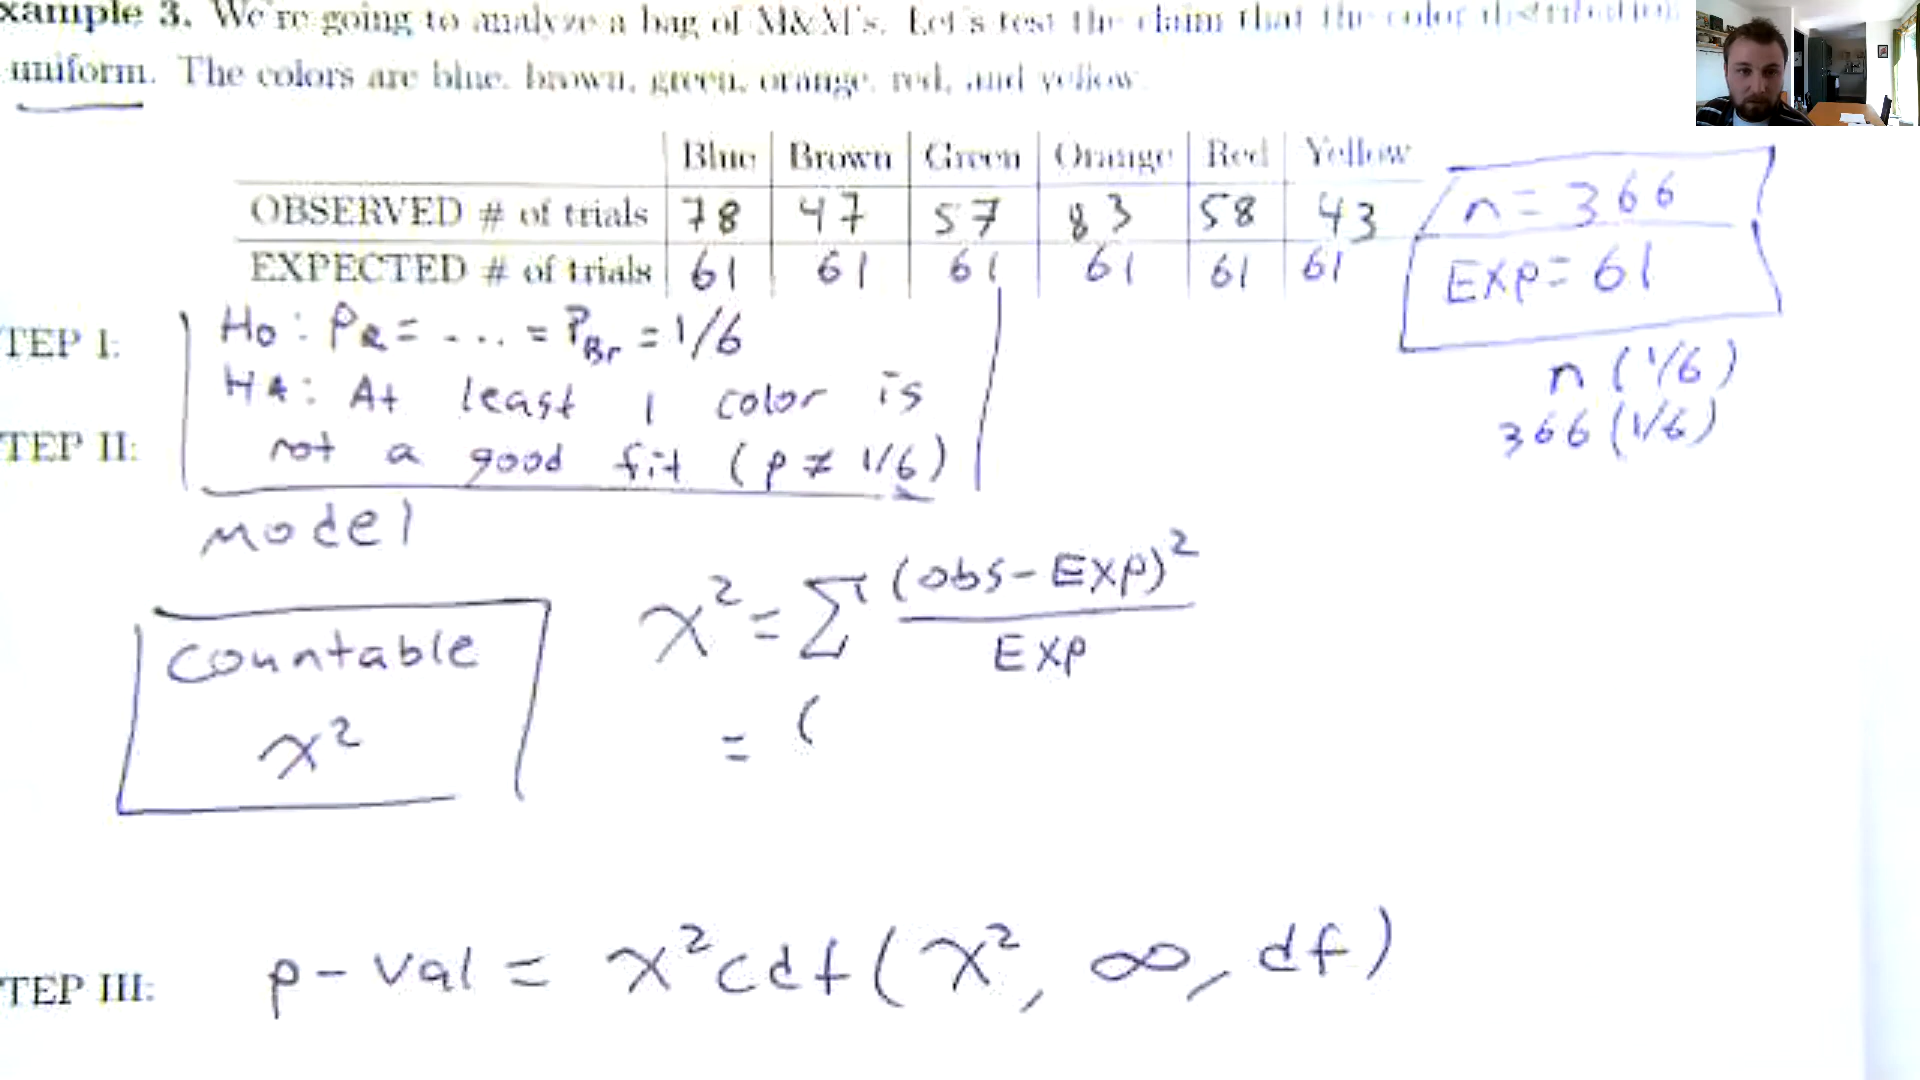 xample 3. We're going to analyze a bag of M&M's. Let's test the claim that the color distribution
uniform. The colors are blue, brown, green, orange, red, and yellow.
Blue Brown Green Orange Red Yellow
OBSERVED # of trials 78 47 57 83 58 43
EXPECTED # of trials 61 61 61 61 61 61
n = 366
Exp = 61
n (1/6)
366 (1/6)
TEP I:
H0 : PR = ... = PBr = 1/6
HA : At least 1 color is
not a good fit (p ≠ 1/6)
TEP II:
model
countable
χ²
χ² = Σ (obs - Exp)² / Exp
= (
TEP III:
p-val = χ²cdf(χ², ∞, df)